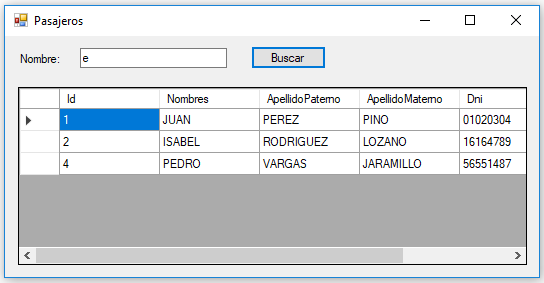 Pasajeros
Nombre: e Buscar
Id Nombres ApellidoPaterno ApellidoMaterno Dni
1 JUAN PEREZ PINO 01020304
2 ISABEL RODRIGUEZ LOZANO 16164789
4 PEDRO VARGAS JARAMILLO 56551487